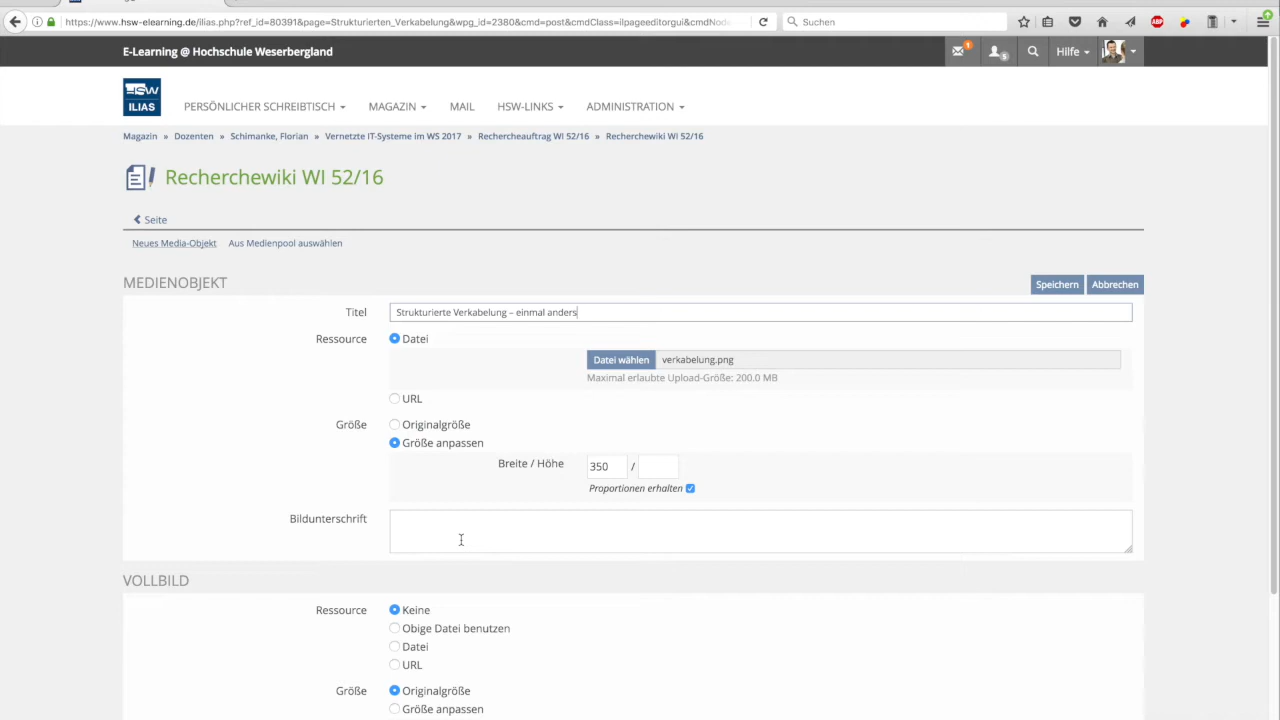 https://www.hsw-elearning.de/ilias.php?ref_id=80391&page=Strukturierten_Verkabelung&wpg_id=2380&cmd=post&cmdClass=ilpageeditorgui&cmdNode
Suchen
ABP
E-Learning @ Hochschule Weserbergland
1
5
Hilfe
HSW
ILIAS
PERSÖNLICHER SCHREIBTISCH
MAGAZIN
MAIL
HSW-LINKS
ADMINISTRATION
Magazin » Dozenten » Schimanke, Florian » Vernetzte IT-Systeme im WS 2017 » Rechercheauftrag WI 52/16 » Recherchewiki WI 52/16
Recherchewiki WI 52/16
Seite
Neues Media-Objekt Aus Medienpool auswählen
MEDIENOBJEKT
Speichern Abbrechen
Titel Strukturierte Verkabelung – einmal anders
Ressource Datei
Datei wählen verkabelung.png
Maximal erlaubte Upload-Größe: 200.0 MB
URL
Größe Originalgröße
Größe anpassen
Breite / Höhe 350 /
Proportionen erhalten
Bildunterschrift
VOLLBILD
Ressource Keine
Obige Datei benutzen
Datei
URL
Größe Originalgröße
Größe anpassen